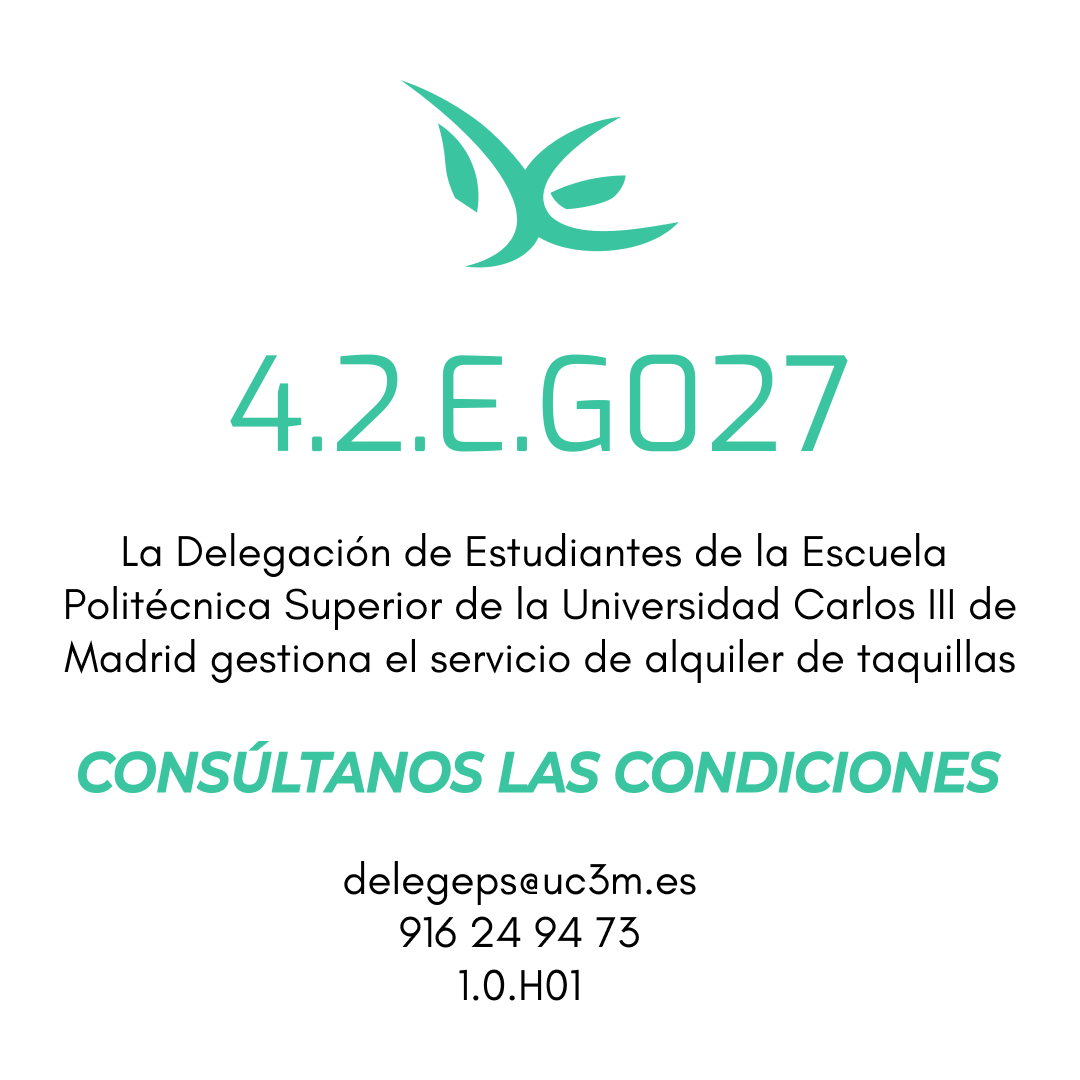 4.2.E.G027
La Delegación de Estudiantes de la Escuela
Politécnica Superior de la Universidad Carlos III de
Madrid gestiona el servicio de alquiler de taquillas
CONSÚLTANOS LAS CONDICIONES
delegeps@uc3m.es
916 24 94 73
1.0.H01